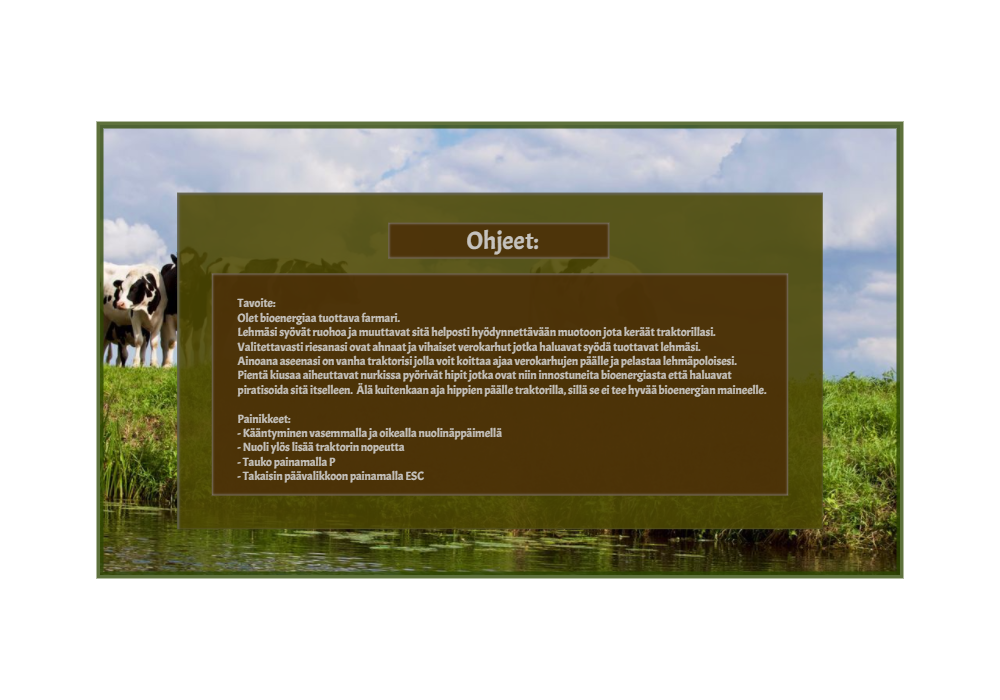 Ohjeet:
Tavoite:
Olet bioenergiaa tuottava farmari.
Lehmäsi syövät ruohoa ja muuttavat sitä helposti hyödynnettävään muotoon jota keräät traktorillasi.
Valitettavasti riesanasi ovat ahnaat ja vihaiset verokarhut jotka haluavat syödä tuottavat lehmäsi.
Ainoana aseenasi on vanha traktorisi jolla voit koittaa ajaa verokarhujen päälle ja pelastaa lehmäpoloisesi.
Pientä kiusaa aiheuttavat nurkissa pyörivät hipit jotka ovat niin innostuneita bioenergiasta että haluavat
piratisoida sitä itselleen. Älä kuitenkaan aja hippien päälle traktorilla, sillä se ei tee hyvää bioenergian maineelle.
Painikkeet:
- Kääntyminen vasemmalla ja oikealla nuolinäppäimellä
- Nuoli ylös lisää traktorin nopeutta
- Tauko painamalla P
- Takaisin päävalikkoon painamalla ESC